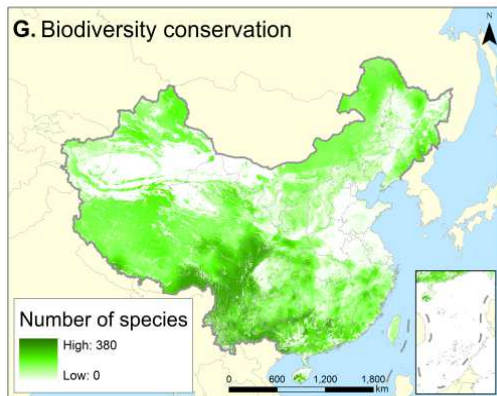 G. Biodiversity conservation
N
Number of species
High: 380
Low: 0
0 600 1,200 1,800
km